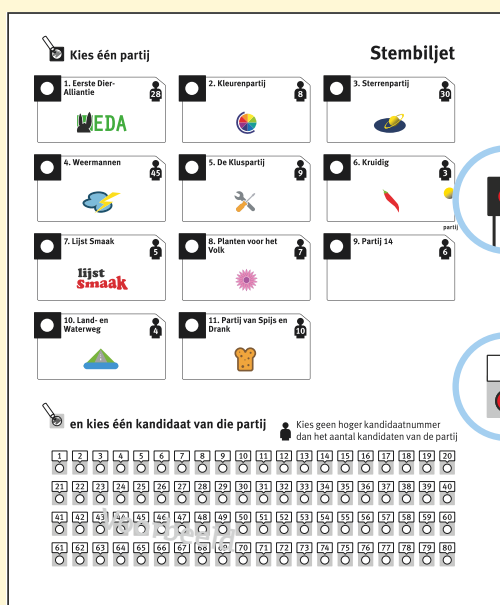 Kies één partij
Stembiljet
1. Eerste Dier-
Alliantie
28
EDA
2. Kleurenpartij
8
3. Sterrenpartij
30
4. Weermannen
45
5. De Kluspartij
9
6. Kruidig
3
partij
7. Lijst Smaak
5
lijst
smaak
8. Planten voor het
Volk
7
9. Partij 14
6
10. Land- en
Waterweg
4
11. Partij van Spijs en
Drank
10
en kies één kandidaat van die partij
Kies geen hoger kandidaatnummer
dan het aantal kandidaten van de partij
1 2 3 4 5 6 7 8 9 10 11 12 13 14 15 16 17 18 19 20
21 22 23 24 25 26 27 28 29 30 31 32 33 34 35 36 37 38 39 40
41 42 43 44 45 46 47 48 49 50 51 52 53 54 55 56 57 58 59 60
61 62 63 64 65 66 67 68 69 70 71 72 73 74 75 76 77 78 79 80
Voorbeeld